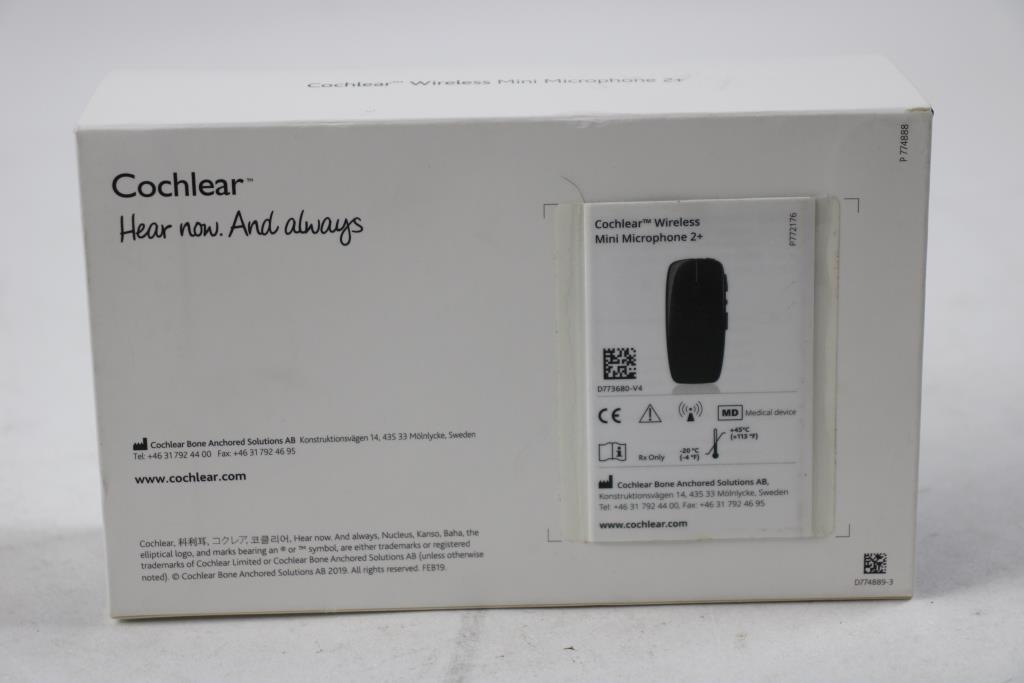 Cochlear™ Wireless Mini Microphone 2+
P774888
Cochlear™
Hear now. And always
Cochlear™ Wireless
Mini Microphone 2+
P772176
D773680-V4
CE
MD Medical device
Rx Only
-20 °C
(-4 °F)
+45°C
(+113 °F)
Cochlear Bone Anchored Solutions AB,
Konstruktionsvägen 14, 435 33 Mölnlycke, Sweden
Tel: +46 31 792 44 00, Fax: +46 31 792 46 95
www.cochlear.com
Cochlear Bone Anchored Solutions AB Konstruktionsvägen 14, 435 33 Mölnlycke, Sweden
Tel: +46 31 792 44 00 Fax: +46 31 792 46 95
www.cochlear.com
Cochlear, 科利耳, コクレア, 코클리어, Hear now. And always, Nucleus, Kanso, Baha, the
elliptical logo, and marks bearing an ® or ™ symbol, are either trademarks or registered
trademarks of Cochlear Limited or Cochlear Bone Anchored Solutions AB (unless otherwise
noted). © Cochlear Bone Anchored Solutions AB 2019. All rights reserved. FEB19.
D774889-3